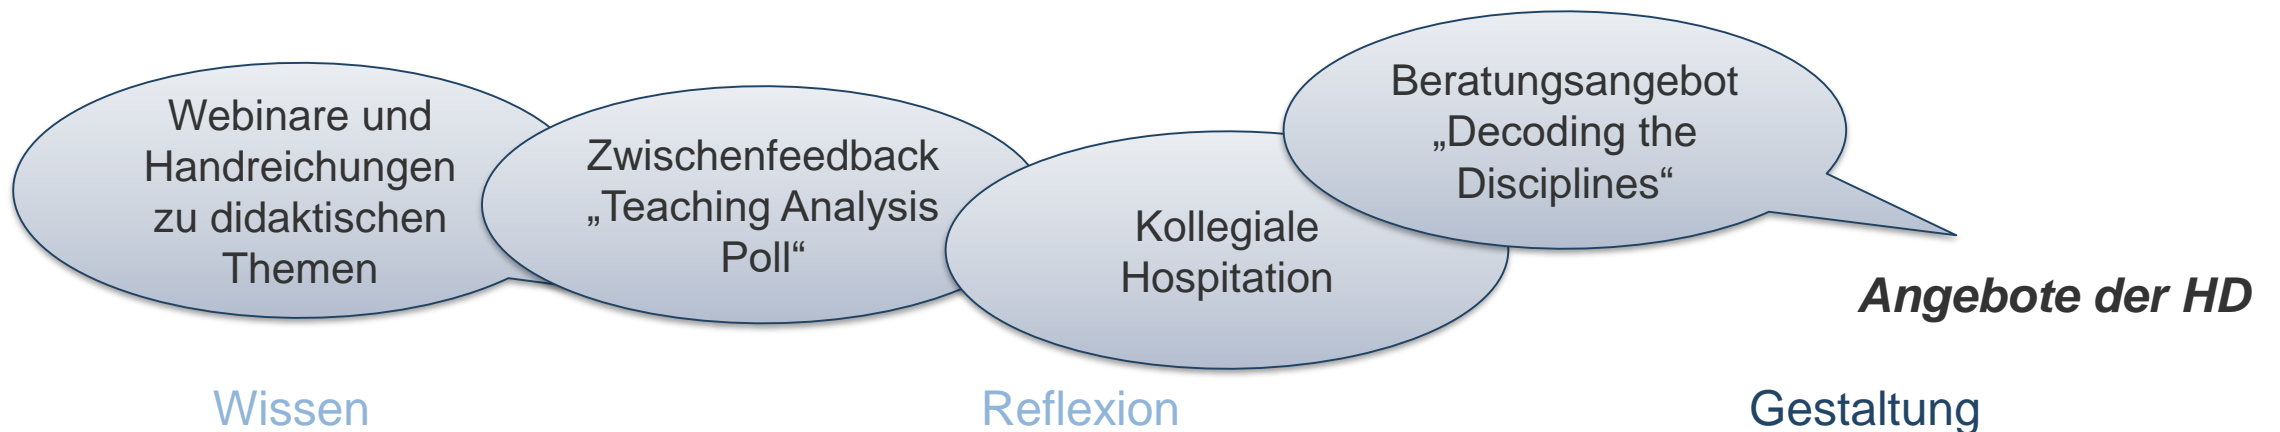 Webinare und
Handreichungen
zu didaktischen
Themen
Zwischenfeedback
„Teaching Analysis
Poll“
Kollegiale
Hospitation
Beratungsangebot
„Decoding the
Disciplines“
Angebote der HD
Wissen
Reflexion
Gestaltung